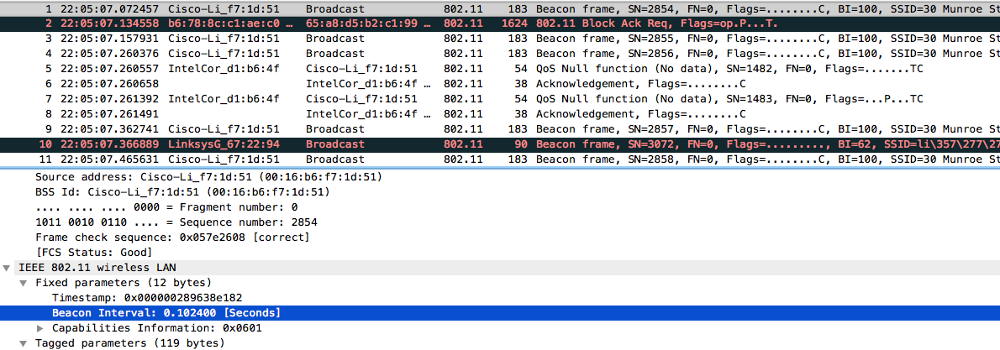 1 22:05:07.072457 Cisco-Li_f7:1d:51 Broadcast 802.11 183 Beacon frame, SN=2854, FN=0, Flags=........C, BI=100, SSID=30 Munroe St
2 22:05:07.134558 b6:78:8c:c1:ae:c0 … 65:a8:d5:b2:c1:99 … 802.11 1624 802.11 Block Ack Req, Flags=op.P...T.
3 22:05:07.157931 Cisco-Li_f7:1d:51 Broadcast 802.11 183 Beacon frame, SN=2855, FN=0, Flags=........C, BI=100, SSID=30 Munroe St
4 22:05:07.260376 Cisco-Li_f7:1d:51 Broadcast 802.11 183 Beacon frame, SN=2856, FN=0, Flags=........C, BI=100, SSID=30 Munroe St
5 22:05:07.260557 IntelCor_d1:b6:4f Cisco-Li_f7:1d:51 802.11 54 QoS Null function (No data), SN=1482, FN=0, Flags=.......TC
6 22:05:07.260658 IntelCor_d1:b6:4f … 802.11 38 Acknowledgement, Flags=........C
7 22:05:07.261392 IntelCor_d1:b6:4f Cisco-Li_f7:1d:51 802.11 54 QoS Null function (No data), SN=1483, FN=0, Flags=...P...TC
8 22:05:07.261491 IntelCor_d1:b6:4f … 802.11 38 Acknowledgement, Flags=........C
9 22:05:07.362741 Cisco-Li_f7:1d:51 Broadcast 802.11 183 Beacon frame, SN=2857, FN=0, Flags=........C, BI=100, SSID=30 Munroe St
10 22:05:07.366889 LinksysG_67:22:94 Broadcast 802.11 90 Beacon frame, SN=3072, FN=0, Flags=........., BI=62, SSID=li\357\277\27
11 22:05:07.465631 Cisco-Li_f7:1d:51 Broadcast 802.11 183 Beacon frame, SN=2858, FN=0, Flags=........C, BI=100, SSID=30 Munroe St
Source address: Cisco-Li_f7:1d:51 (00:16:b6:f7:1d:51)
BSS Id: Cisco-Li_f7:1d:51 (00:16:b6:f7:1d:51)
.... .... .... 0000 = Fragment number: 0
1011 0010 0110 .... = Sequence number: 2854
Frame check sequence: 0x057e2608 [correct]
[FCS Status: Good]
IEEE 802.11 wireless LAN
Fixed parameters (12 bytes)
Timestamp: 0x000000289638e182
Beacon Interval: 0.102400 [Seconds]
Capabilities Information: 0x0601
Tagged parameters (119 bytes)